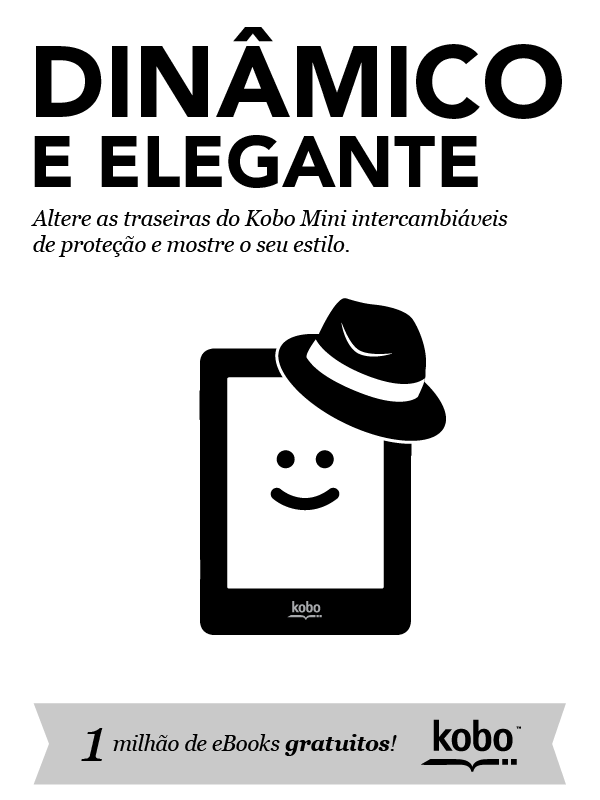 DINÂMICO
E ELEGANTE
Altere as traseiras do Kobo Mini intercambiáveis
de proteção e mostre o seu estilo.
kobo
1 milhão de eBooks gratuitos!
kobo™